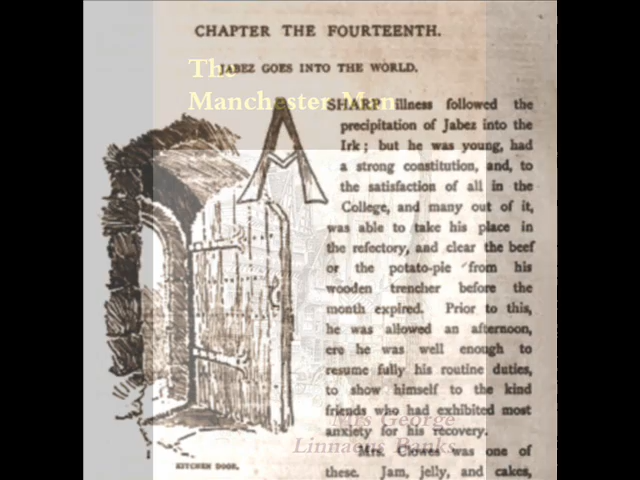 CHAPTER THE FOURTEENTH.
JABEZ GOES INTO THE WORLD.
The
Manchester Man
A SHARP illness followed the
precipitation of Jabez into the
Irk; but he was young, had
a strong constitution, and, to
the satisfaction of all in the
College, and many out of it,
was able to take his place in
the refectory, and clear the beef
or the potato-pie from his
wooden trencher before the
month expired. Prior to this,
he was allowed an afternoon,
ere he was well enough to
resume fully his routine duties,
to show himself to the kind
friends who had exhibited most
anxiety for his recovery.
Mrs. Clowes was one of
these. Jam, jelly, and cakes,
KITCHEN DOOR.
Mrs George
Linnaeus Banks